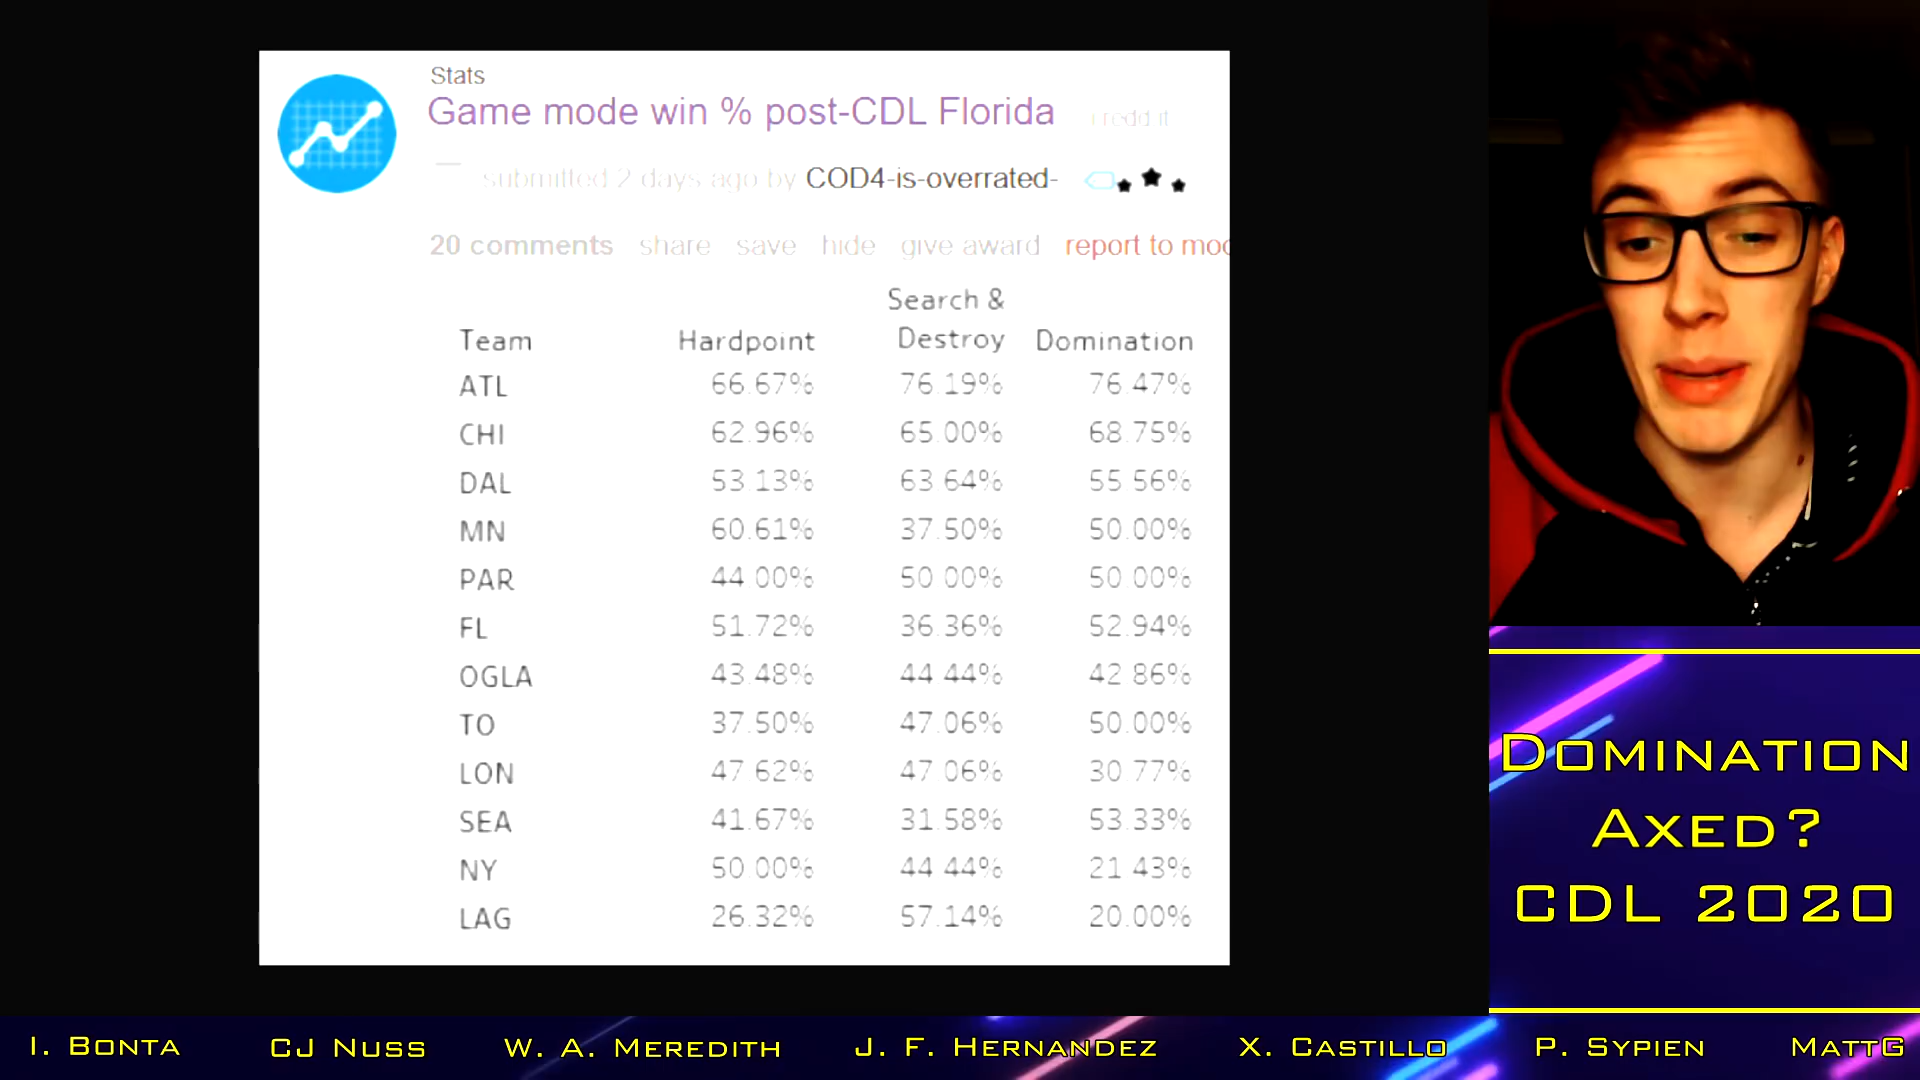 Stats
Game mode win % post-CDL Florida i.redd.it
submitted 2 days ago by COD4-is-overrated-
20 comments share save hide give award report to moc
Team Hardpoint Search & Destroy Domination
ATL 66.67% 76.19% 76.47%
CHI 62.96% 65.00% 68.75%
DAL 53.13% 63.64% 55.56%
MN 60.61% 37.50% 50.00%
PAR 44.00% 50.00% 50.00%
FL 51.72% 36.36% 52.94%
OGLA 43.48% 44.44% 42.86%
TO 37.50% 47.06% 50.00%
LON 47.62% 47.06% 30.77%
SEA 41.67% 31.58% 53.33%
NY 50.00% 44.44% 21.43%
LAG 26.32% 57.14% 20.00%
Domination
Axed?
CDL 2020
I. Bonta CJ Nuss W. A. Meredith J. F. Hernandez X. Castillo P. Sypien MattG